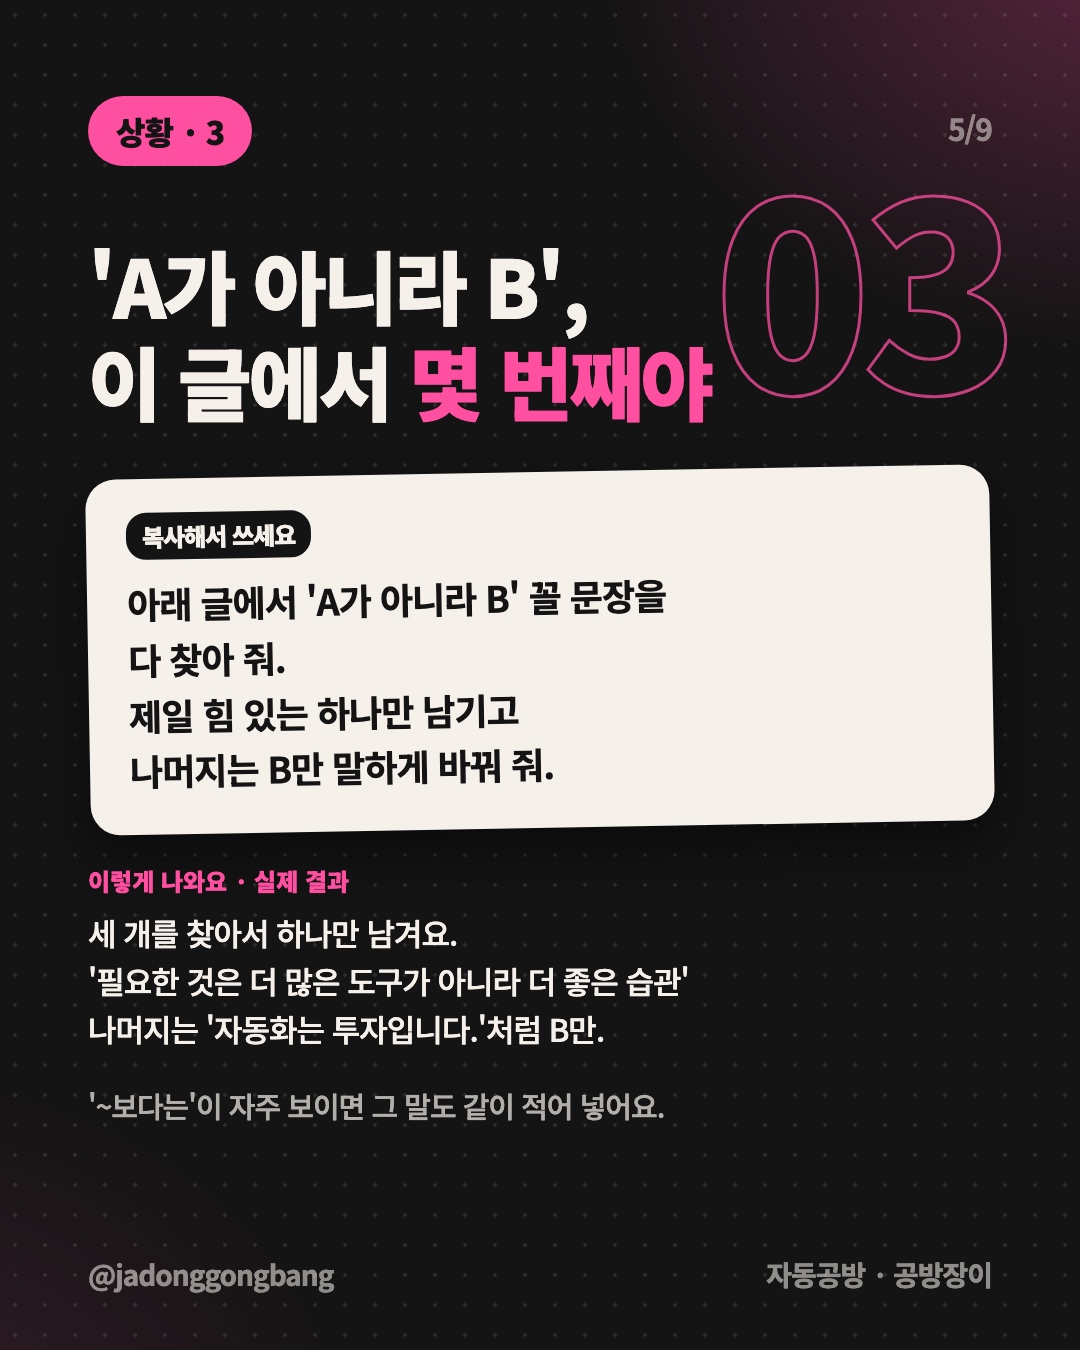 상황 · 3
5/9
03
'A가 아니라 B',
이 글에서 몇 번째야
복사해서 쓰세요
아래 글에서 'A가 아니라 B' 꼴 문장을
다 찾아 줘.
제일 힘 있는 하나만 남기고
나머지는 B만 말하게 바꿔 줘.
이렇게 나와요 · 실제 결과
세 개를 찾아서 하나만 남겨요.
'필요한 것은 더 많은 도구가 아니라 더 좋은 습관'
나머지는 '자동화는 투자입니다.'처럼 B만.
'~보다는'이 자주 보이면 그 말도 같이 적어 넣어요.
@jadonggongbang
자동공방 · 공방장이